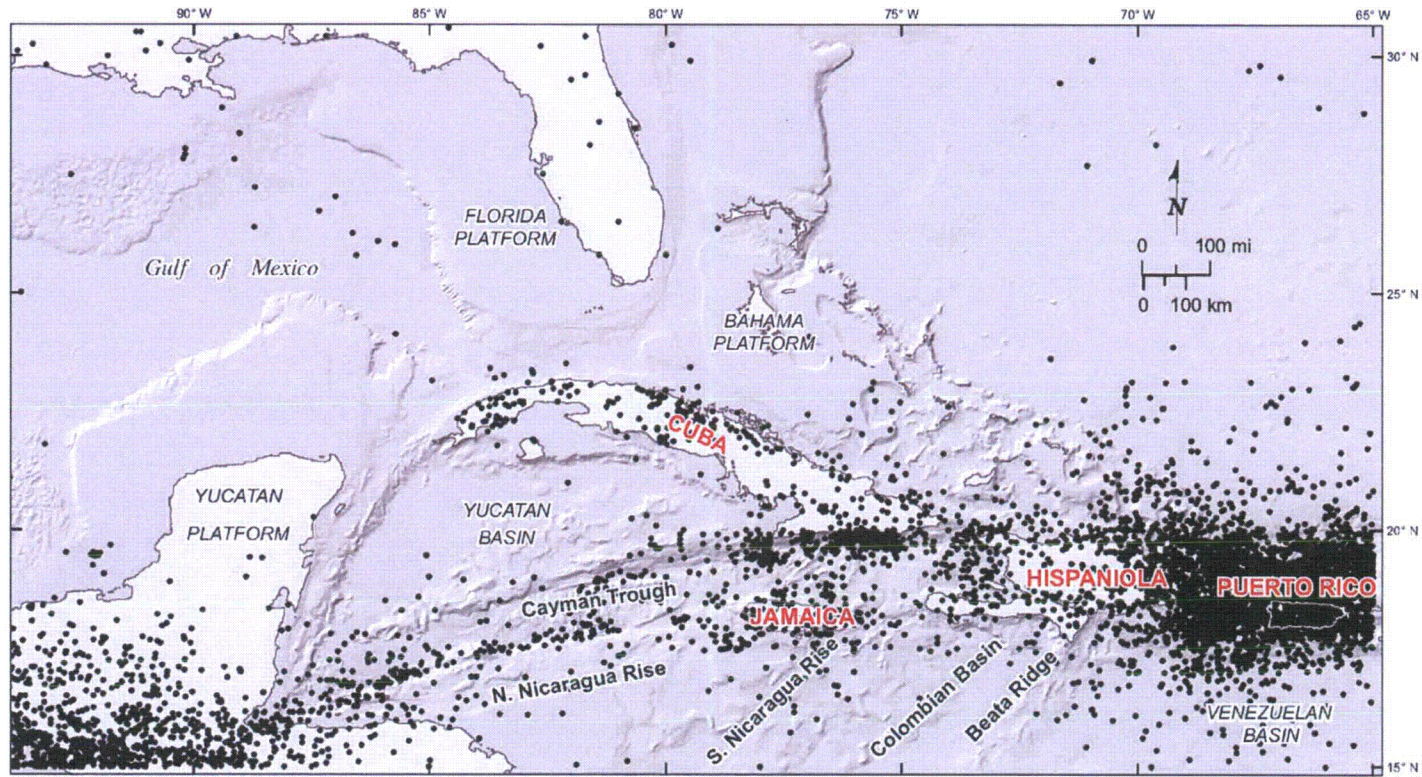 90° W
85° W
80° W
75° W
70° W
65° W
30° N
N
0 100 mi
0 100 km
FLORIDA
PLATFORM
Gulf of Mexico
25° N
BAHAMA
PLATFORM
CUBA
YUCATAN
PLATFORM
YUCATAN
BASIN
20° N
HISPANIOLA
PUERTO RICO
Cayman Trough
JAMAICA
N. Nicaragua Rise
S. Nicaragua Rise
Colombian Basin
Beata Ridge
VENEZUELAN
BASIN
15° N